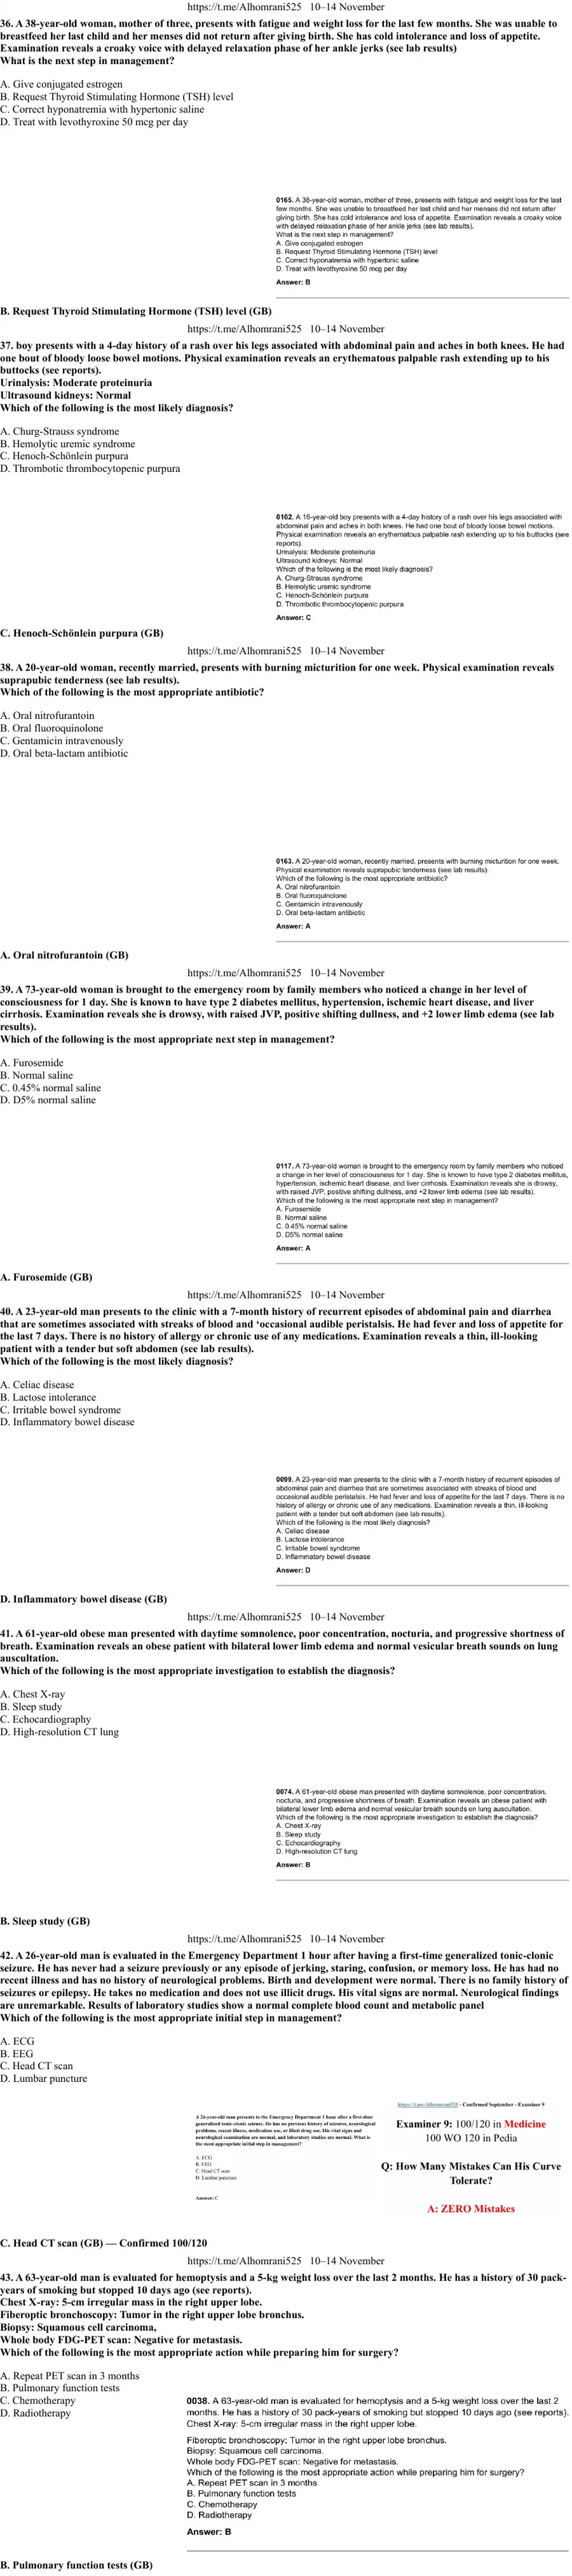 https://t.me/Alhomrani525 10–14 November
36. A 38-year-old woman, mother of three, presents with fatigue and weight loss for the last few months. She was unable to
breastfeed her last child and her menses did not return after giving birth. She has cold intolerance and loss of appetite.
Examination reveals a croaky voice with delayed relaxation phase of her ankle jerks (see lab results)
What is the next step in management?
A. Give conjugated estrogen
B. Request Thyroid Stimulating Hormone (TSH) level
C. Correct hyponatremia with hypertonic saline
D. Treat with levothyroxine 50 mcg per day
0165. A 38-year-old woman, mother of three, presents with fatigue and weight loss for the last
few months. She was unable to breastfeed her last child and her menses did not return after
giving birth. She has cold intolerance and loss of appetite. Examination reveals a croaky voice
with delayed relaxation phase of her ankle jerks (see lab results).
What is the next step in management?
A. Give conjugated estrogen
B. Request Thyroid Stimulating Hormone (TSH) level
C. Correct hyponatremia with hypertonic saline
D. Treat with levothyroxine 50 mcg per day
Answer: B
B. Request Thyroid Stimulating Hormone (TSH) level (GB)
https://t.me/Alhomrani525 10–14 November
37. boy presents with a 4-day history of a rash over his legs associated with abdominal pain and aches in both knees. He had
one bout of bloody loose bowel motions. Physical examination reveals an erythematous palpable rash extending up to his
buttocks (see reports).
Urinalysis: Moderate proteinuria
Ultrasound kidneys: Normal
Which of the following is the most likely diagnosis?
A. Churg-Strauss syndrome
B. Hemolytic uremic syndrome
C. Henoch-Schönlein purpura
D. Thrombotic thrombocytopenic purpura
0162. A 16-year-old boy presents with a 4-day history of a rash over his legs associated with
abdominal pain and aches in both knees. He had one bout of bloody loose bowel motions.
Physical examination reveals an erythematous palpable rash extending up to his buttocks (see
reports).
Urinalysis: Moderate proteinuria
Ultrasound kidneys: Normal
Which of the following is the most likely diagnosis?
A. Churg-Strauss syndrome
B. Hemolytic uremic syndrome
C. Henoch-Schönlein purpura
D. Thrombotic thrombocytopenic purpura
Answer: C
C. Henoch-Schönlein purpura (GB)
https://t.me/Alhomrani525 10–14 November
38. A 20-year-old woman, recently married, presents with burning micturition for one week. Physical examination reveals
suprapubic tenderness (see lab results).
Which of the following is the most appropriate antibiotic?
A. Oral nitrofurantoin
B. Oral fluoroquinolone
C. Gentamicin intravenously
D. Oral beta-lactam antibiotic
0163. A 20-year-old woman, recently married, presents with burning micturition for one week.
Physical examination reveals suprapubic tenderness (see lab results).
Which of the following is the most appropriate antibiotic?
A. Oral nitrofurantoin
B. Oral fluoroquinolone
C. Gentamicin intravenously
D. Oral beta-lactam antibiotic
Answer: A
A. Oral nitrofurantoin (GB)
https://t.me/Alhomrani525 10–14 November
39. A 73-year-old woman is brought to the emergency room by family members who noticed a change in her level of
consciousness for 1 day. She is known to have type 2 diabetes mellitus, hypertension, ischemic heart disease, and liver
cirrhosis. Examination reveals she is drowsy, with raised JVP, positive shifting dullness, and +2 lower limb edema (see lab
results).
Which of the following is the most appropriate next step in management?
A. Furosemide
B. Normal saline
C. 0.45% normal saline
D. D5% normal saline
0117. A 73-year-old woman is brought to the emergency room by family members who noticed
a change in her level of consciousness for 1 day. She is known to have type 2 diabetes mellitus,
hypertension, ischemic heart disease, and liver cirrhosis. Examination reveals she is drowsy,
with raised JVP, positive shifting dullness, and +2 lower limb edema (see lab results).
Which of the following is the most appropriate next step in management?
A. Furosemide
B. Normal saline
C. 0.45% normal saline
D. D5% normal saline
Answer: A
A. Furosemide (GB)
https://t.me/Alhomrani525 10–14 November
40. A 23-year-old man presents to the clinic with a 7-month history of recurrent episodes of abdominal pain and diarrhea
that are sometimes associated with streaks of blood and ‘occasional audible peristalsis. He had fever and loss of appetite for
the last 7 days. There is no history of allergy or chronic use of any medications. Examination reveals a thin, ill-looking
patient with a tender but soft abdomen (see lab results).
Which of the following is the most likely diagnosis?
A. Celiac disease
B. Lactose intolerance
C. Irritable bowel syndrome
D. Inflammatory bowel disease
0099. A 23-year-old man presents to the clinic with a 7-month history of recurrent episodes of
abdominal pain and diarrhea that are sometimes associated with streaks of blood and
occasional audible peristalsis. He had fever and loss of appetite for the last 7 days. There is no
history of allergy or chronic use of any medications. Examination reveals a thin, ill-looking
patient with a tender but soft abdomen (see lab results).
Which of the following is the most likely diagnosis?
A. Celiac disease
B. Lactose intolerance
C. Irritable bowel syndrome
D. Inflammatory bowel disease
Answer: D
D. Inflammatory bowel disease (GB)
https://t.me/Alhomrani525 10–14 November
41. A 61-year-old obese man presented with daytime somnolence, poor concentration, nocturia, and progressive shortness of
breath. Examination reveals an obese patient with bilateral lower limb edema and normal vesicular breath sounds on lung
auscultation.
Which of the following is the most appropriate investigation to establish the diagnosis?
A. Chest X-ray
B. Sleep study
C. Echocardiography
D. High-resolution CT lung
0074. A 61-year-old obese man presented with daytime somnolence, poor concentration,
nocturia, and progressive shortness of breath. Examination reveals an obese patient with
bilateral lower limb edema and normal vesicular breath sounds on lung auscultation.
Which of the following is the most appropriate investigation to establish the diagnosis?
A. Chest X-ray
B. Sleep study
C. Echocardiography
D. High-resolution CT lung
Answer: B
B. Sleep study (GB)
https://t.me/Alhomrani525 10–14 November
42. A 26-year-old man is evaluated in the Emergency Department 1 hour after having a first-time generalized tonic-clonic
seizure. He has never had a seizure previously or any episode of jerking, staring, confusion, or memory loss. He has had no
recent illness and has no history of neurological problems. Birth and development were normal. There is no family history of
seizures or epilepsy. He takes no medication and does not use illicit drugs. His vital signs are normal. Neurological findings
are unremarkable. Results of laboratory studies show a normal complete blood count and metabolic panel
Which of the following is the most appropriate initial step in management?
A. ECG
B. EEG
C. Head CT scan
D. Lumbar puncture
https://t.me/Alhomrani525 - Confirmed September - Examiner 9
A 26-year-old man presents to the Emergency Department 1 hour after a first-time
generalized tonic-clonic seizure. He has no previous history of seizures, neurological
problems, recent illness, medication use, or illicit drug use. His vital signs and
neurological examination are normal, and laboratory studies are normal. What is
the most appropriate initial step in management?
A. ECG
B. EEG
C. Head CT scan
D. Lumbar puncture
Answer: C
Examiner 9: 100/120 in Medicine
100 WO 120 in Pedia
Q: How Many Mistakes Can His Curve
Tolerate?
A: ZERO Mistakes
C. Head CT scan (GB) — Confirmed 100/120
https://t.me/Alhomrani525 10–14 November
43. A 63-year-old man is evaluated for hemoptysis and a 5-kg weight loss over the last 2 months. He has a history of 30 pack-
years of smoking but stopped 10 days ago (see reports).
Chest X-ray: 5-cm irregular mass in the right upper lobe.
Fiberoptic bronchoscopy: Tumor in the right upper lobe bronchus.
Biopsy: Squamous cell carcinoma,
Whole body FDG-PET scan: Negative for metastasis.
Which of the following is the most appropriate action while preparing him for surgery?
A. Repeat PET scan in 3 months
B. Pulmonary function tests
C. Chemotherapy
D. Radiotherapy
0038. A 63-year-old man is evaluated for hemoptysis and a 5-kg weight loss over the last 2
months. He has a history of 30 pack-years of smoking but stopped 10 days ago (see reports).
Chest X-ray: 5-cm irregular mass in the right upper lobe.
Fiberoptic bronchoscopy: Tumor in the right upper lobe bronchus.
Biopsy: Squamous cell carcinoma.
Whole body FDG-PET scan: Negative for metastasis.
Which of the following is the most appropriate action while preparing him for surgery?
A. Repeat PET scan in 3 months
B. Pulmonary function tests
C. Chemotherapy
D. Radiotherapy
Answer: B
B. Pulmonary function tests (GB)